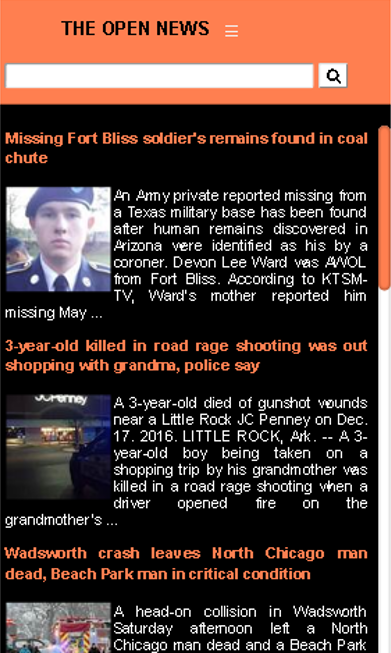 THE OPEN NEWS
Missing Fort Bliss soldier's remains found in coal
chute
An Army private reported missing from
a Texas military base has been found
after human remains discovered in
Arizona were identified as his by a
coroner. Devon Lee Ward was AWOL
from Fort Bliss. According to KTSM-
TV, Ward's mother reported him
missing May ...
3-year-old killed in road rage shooting was out
shopping with grandma, police say
JCPenney
A 3-year-old died of gunshot wounds
near a Little Rock JC Penney on Dec.
17. 2016. LITTLE ROCK, Ark. -- A 3-
year-old boy being taken on a
shopping trip by his grandmother was
killed in a road rage shooting when a
driver opened fire on the
grandmother's ...
Wadsworth crash leaves North Chicago man
dead, Beach Park man in critical condition
A head-on collision in Wadsworth
Saturday afternoon left a North
Chicago man dead and a Beach Park